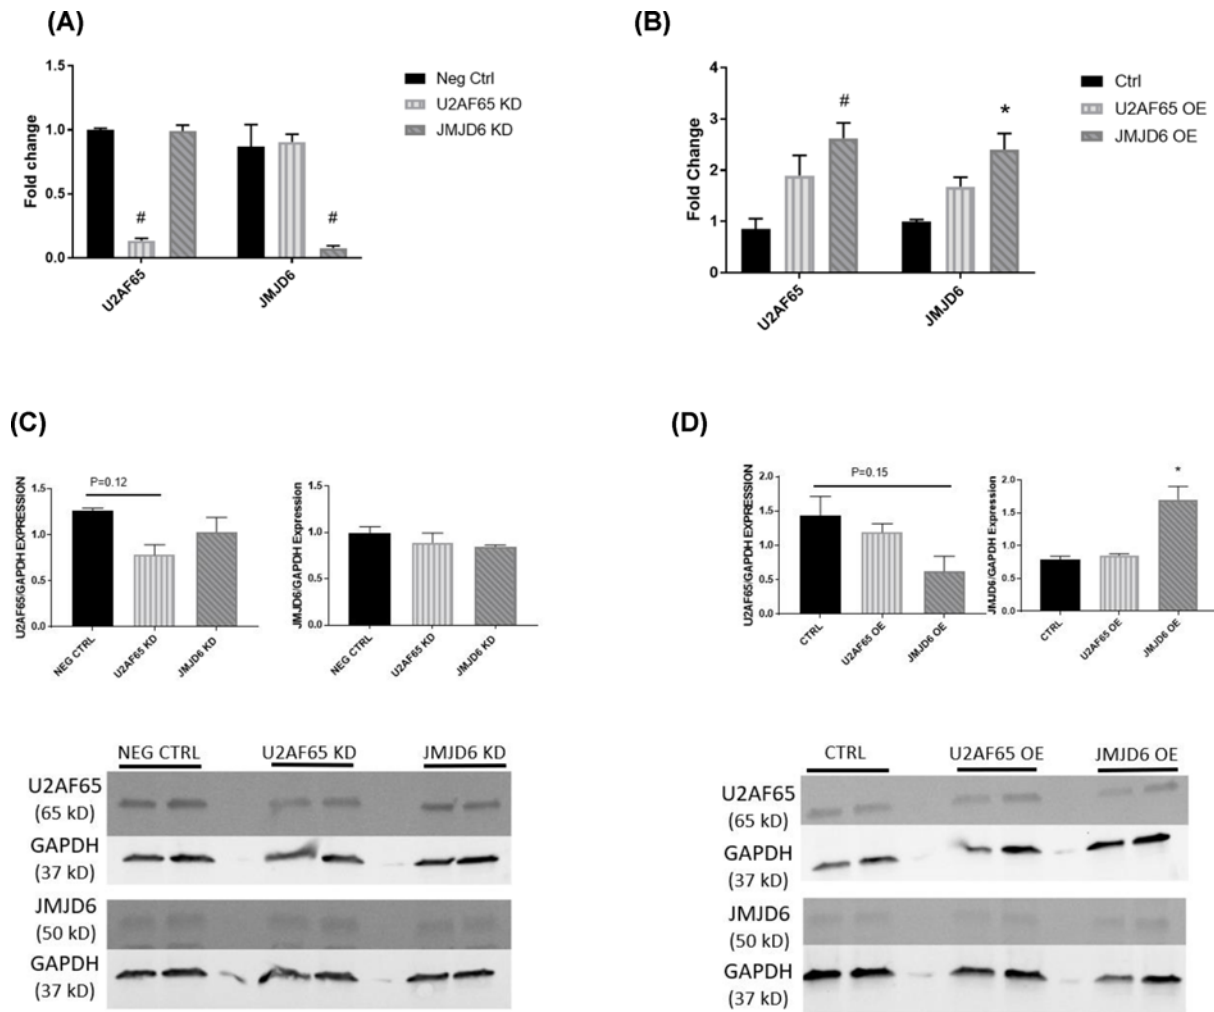 (A)
1.5
1.0
0.5
0.0
Fold change
#
#
U2AF65
JMJD6
Neg Ctrl
U2AF65 KD
JMJD6 KD
(B)
4
3
2
1
0
Fold Change
#
*
U2AF65
JMJD6
Ctrl
U2AF65 OE
JMJD6 OE
(C)
U2AF65/GAPDH EXPRESSION
1.5
1.0
0.5
0.0
P=0.12
NEG CTRL
U2AF65 KD
JMJD6 KD
JMJD6/GAPDH Expression
1.5
1.0
0.5
0.0
NEG CTRL
U2AF65 KD
JMJD6 KD
NEG CTRL U2AF65 KD JMJD6 KD
U2AF65
(65 kD)
GAPDH
(37 kD)
JMJD6
(50 kD)
GAPDH
(37 kD)
(D)
U2AF65/GAPDH EXPRESSION
2.0
1.5
1.0
0.5
0.0
P=0.15
CTRL
U2AF65 OE
JMJD6 OE
JMJD6/GAPDH Expression
2.0
1.5
1.0
0.5
0.0
*
CTRL
U2AF65 OE
JMJD6 OE
CTRL U2AF65 OE JMJD6 OE
U2AF65
(65 kD)
GAPDH
(37 kD)
JMJD6
(50 kD)
GAPDH
(37 kD)